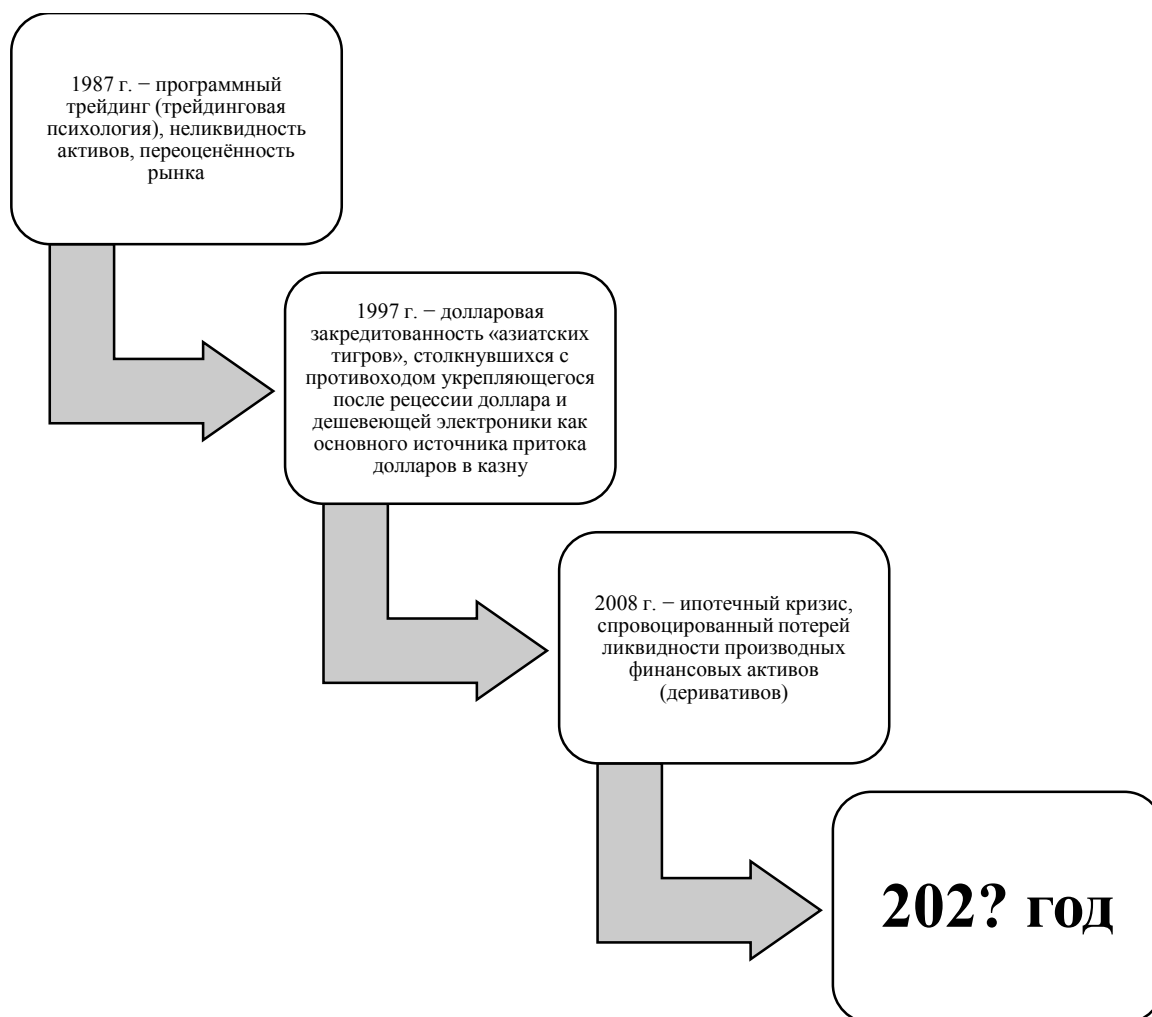 1987 г. − программный
трейдинг (трейдинговая
психология), неликвидность
активов, переоценённость
рынка
1997 г. − долларовая
закредитованность «азиатских
тигров», столкнувшихся с
противоходом укрепляющегося
после рецессии доллара и
дешевеющей электроники как
основного источника притока
долларов в казну
2008 г. − ипотечный кризис,
спровоцированный потерей
ликвидности производных
финансовых активов
(деривативов)
202? год